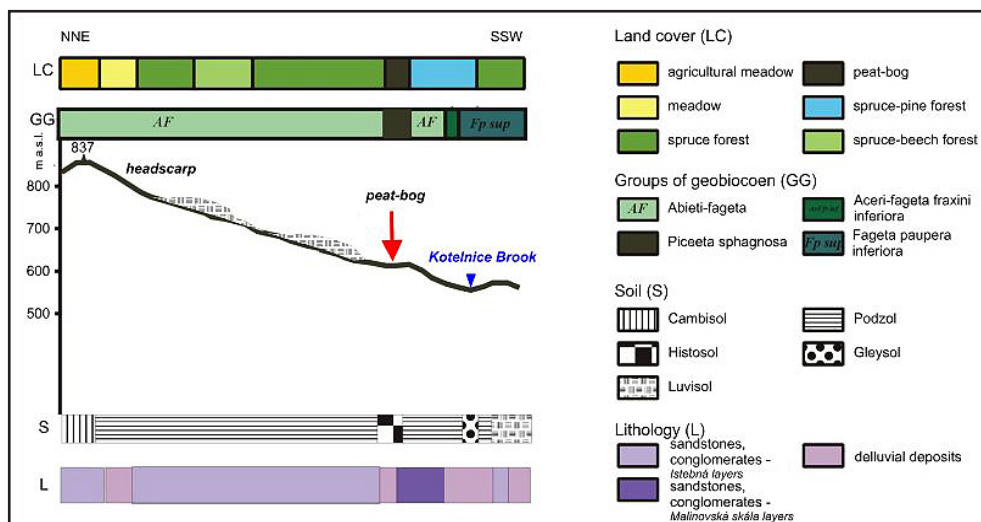 NNE
SSW
LC
GG
AF
AF
Fp sup
m a.s.l.
837
800
700
600
500
headscarp
peat-bog
Kotelnice Brook
S
L
Land cover (LC)
agricultural meadow
peat-bog
meadow
spruce-pine forest
spruce forest
spruce-beech forest
Groups of geobiocoen (GG)
AF
Abieti-fageta
Aceri-fageta fraxini
inferiora
Piceeta sphagnosa
Fp sup
Fageta paupera
inferiora
Soil (S)
Cambisol
Podzol
Histosol
Gleysol
Luvisol
Lithology (L)
sandstones,
conglomerates -
Istebná layers
delluvial deposits
sandstones,
conglomerates -
Malinovská skála layers